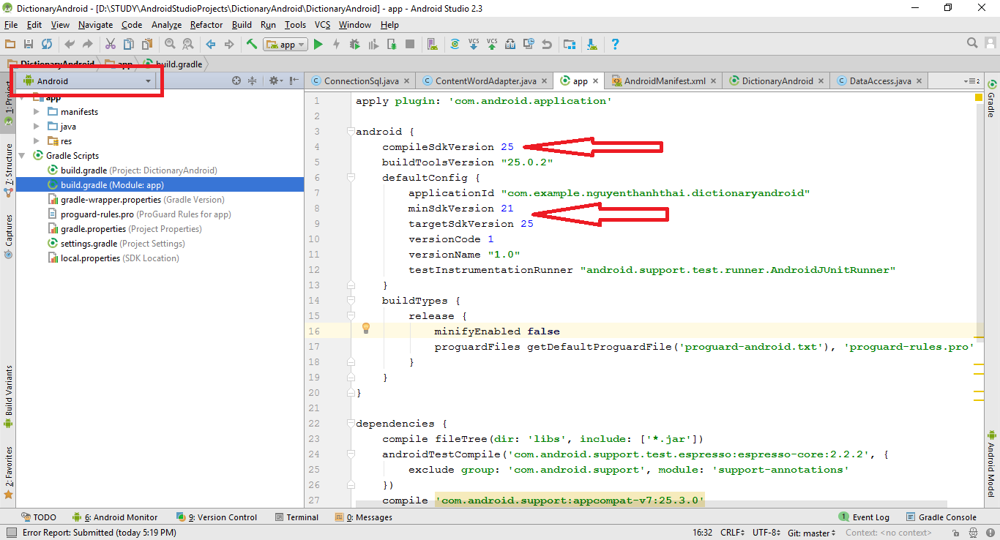 DictionaryAndroid - [D:\STUDY\AndroidStudioProjects\DictionaryAndroid\DictionaryAndroid] - app - Android Studio 2.3
File Edit View Navigate Code Analyze Refactor Build Run Tools VCS Window Help
app
VCS VCS
DictionaryAndroid app build.gradle
Android
ConnectionSql.java ContentWordAdapter.java app AndroidManifest.xml DictionaryAndroid DataAccess.java 2
1: Project
Z: Structure
Captures
Build Variants
2: Favorites
app
manifests
java
res
Gradle Scripts
build.gradle (Project: DictionaryAndroid)
build.gradle (Module: app)
gradle-wrapper.properties (Gradle Version)
proguard-rules.pro (ProGuard Rules for app)
gradle.properties (Project Properties)
settings.gradle (Project Settings)
local.properties (SDK Location)
1 apply plugin: 'com.android.application'
2
3 android {
4 compileSdkVersion 25
5 buildToolsVersion "25.0.2"
6 defaultConfig {
7 applicationId "com.example.nguyenthanhthai.dictionaryandroid"
8 minSdkVersion 21
9 targetSdkVersion 25
10 versionCode 1
11 versionName "1.0"
12 testInstrumentationRunner "android.support.test.runner.AndroidJUnitRunner"
13 }
14 buildTypes {
15 release {
16 minifyEnabled false
17 proguardFiles getDefaultProguardFile('proguard-android.txt'), 'proguard-rules.pro'
18 }
19 }
20 }
21
22 dependencies {
23 compile fileTree(dir: 'libs', include: ['*.jar'])
24 androidTestCompile('com.android.support.test.espresso:espresso-core:2.2.2', {
25 exclude group: 'com.android.support', module: 'support-annotations'
26 })
27 compile 'com.android.support:appcompat-v7:25.3.0'
Gradle
Android Model
TODO 6: Android Monitor 9: Version Control Terminal 0: Messages 1 Event Log Gradle Console
Error Report: Submitted (today 5:19 PM) 16:32 CRLF UTF-8 Git: master Context: <no context>